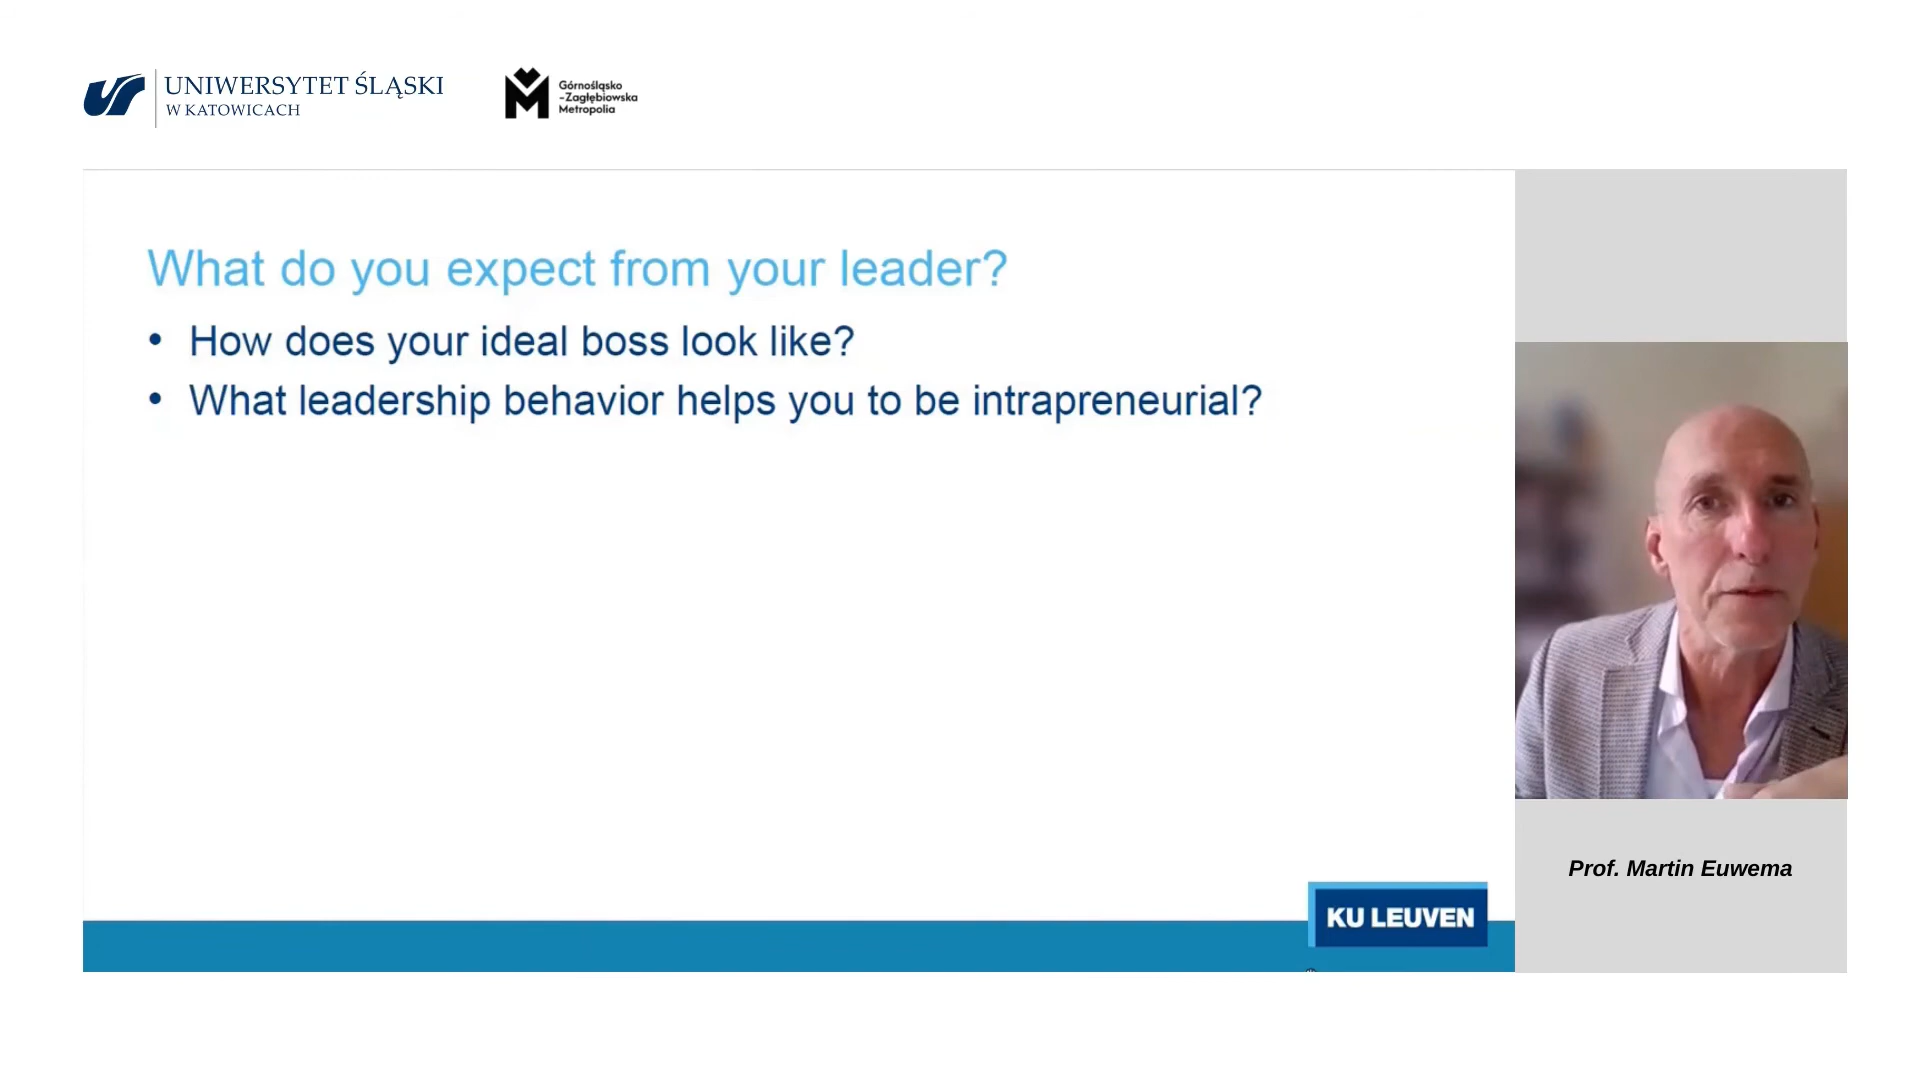 UNIWERSYTET ŚLĄSKI
W KATOWICACH
Górnośląsko
-Zagłębiowska
Metropolia
What do you expect from your leader?
• How does your ideal boss look like?
• What leadership behavior helps you to be intrapreneurial?
Prof. Martin Euwema
KU LEUVEN